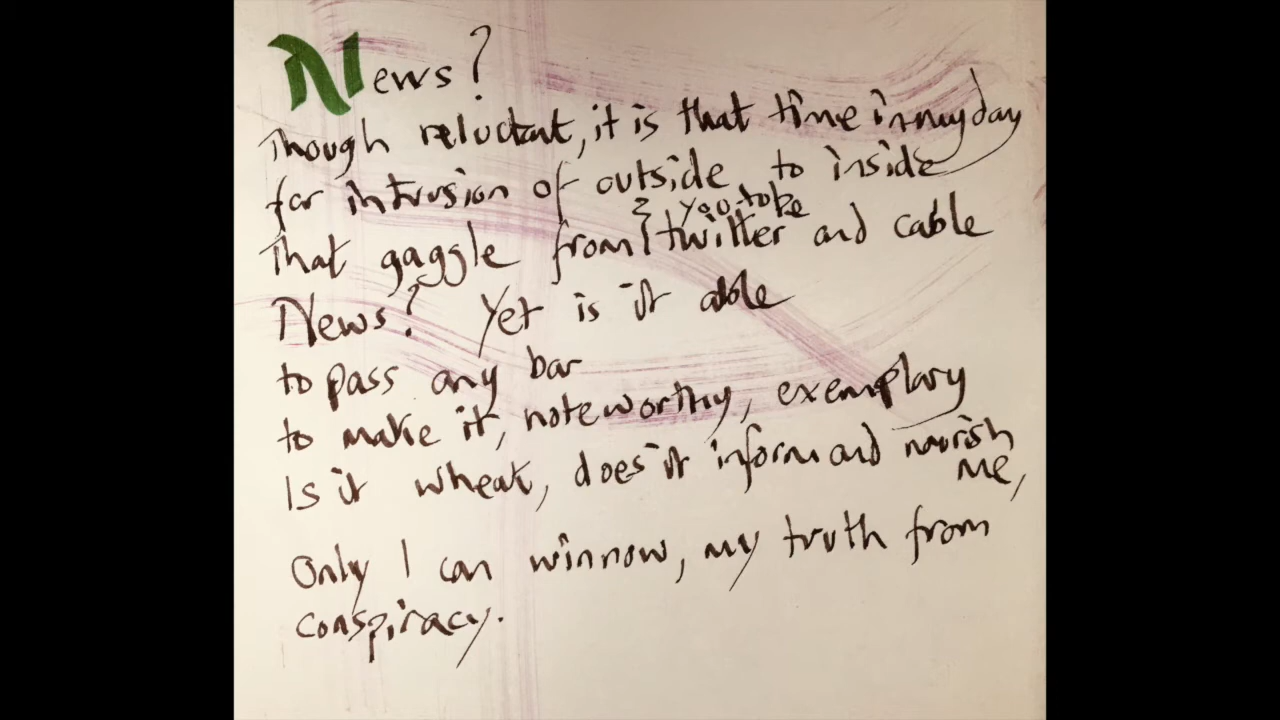 News?
Though reluctant, it is that time in my day
for intrusion of outside to inside
you-tobe
that gaggle from twitter and cable
News? Yet is it able
to pass any bar
to make it, noteworthy, exemplary
Is it wheat, does it inform and nourish
me,
Only I can winnow, my truth from
conspiracy.